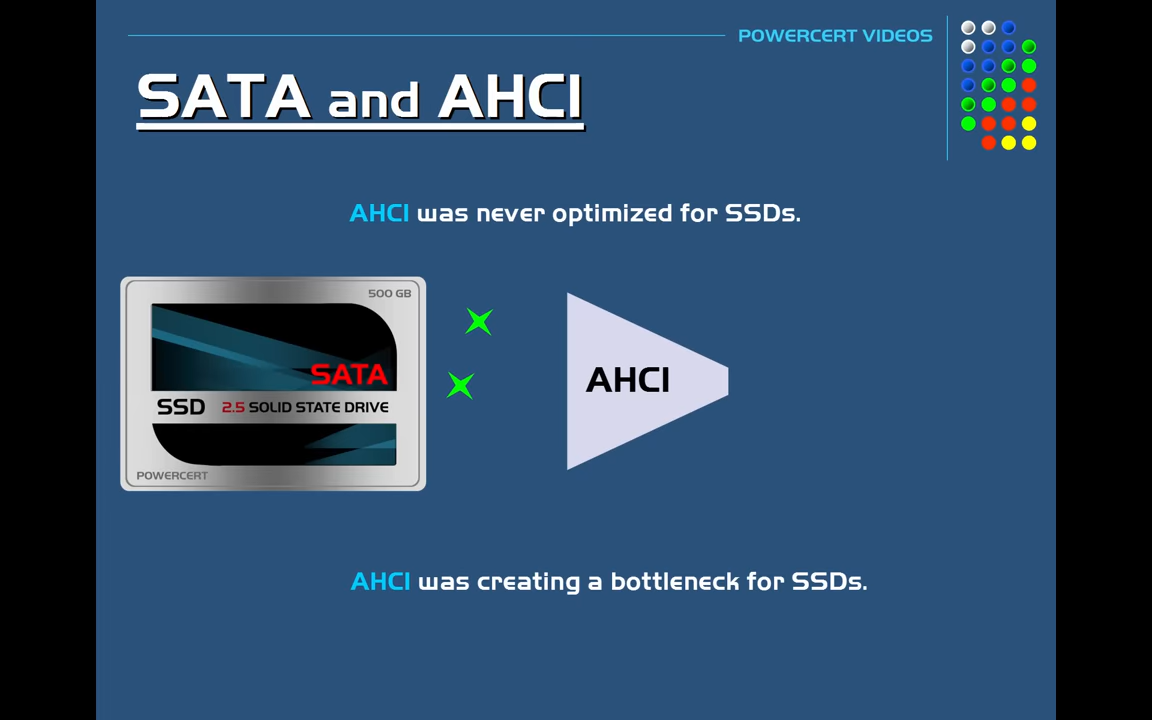 POWERCERT VIDEOS
SATA and AHCI
AHCI was never optimized for SSDs.
500 GB
SATA
SSD 2.5 SOLID STATE DRIVE
POWERCERT
AHCI
AHCI was creating a bottleneck for SSDs.